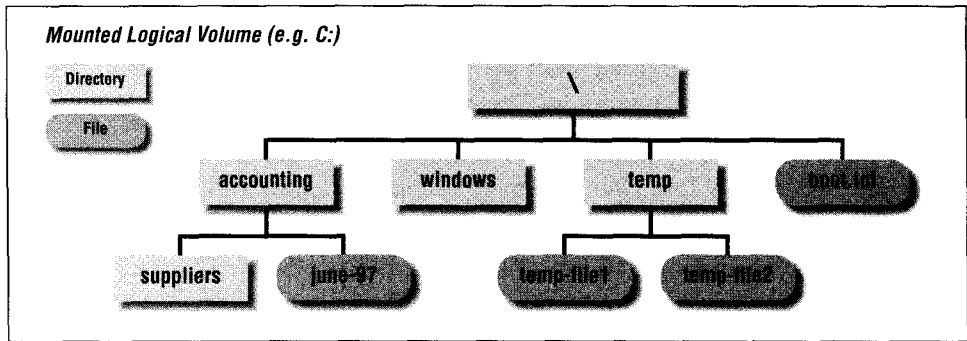 Mounted Logical Volume (e.g. C:)
Directory
File
\
accounting
windows
temp
boot.ini
suppliers
june-97
temp-file1
temp-file2